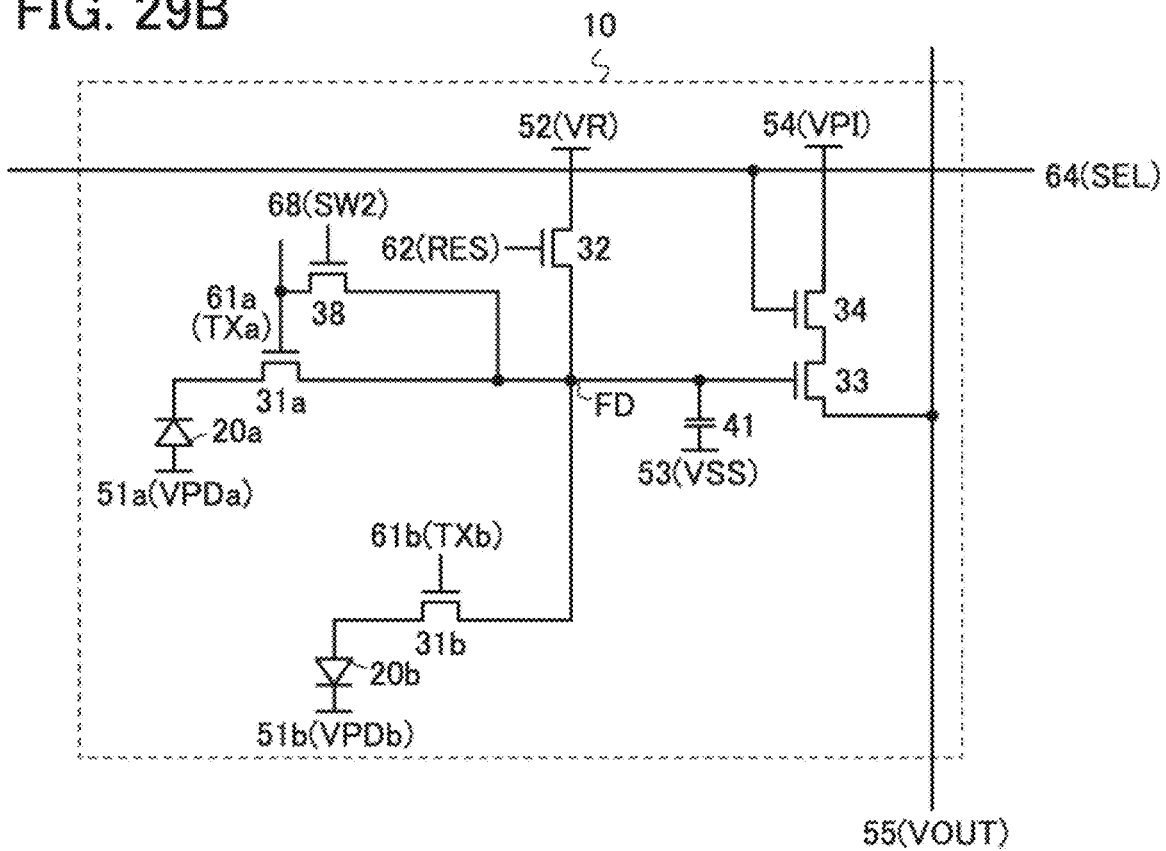 FIG. 29B
10
52(VR)
54(VPI)
64(SEL)
68(SW2)
62(RES)
32
61a
(TXa)
38
34
33
31a
FD
20a
41
53(VSS)
51a(VPDa)
61b(TXb)
31b
20b
51b(VPDb)
55(VOUT)